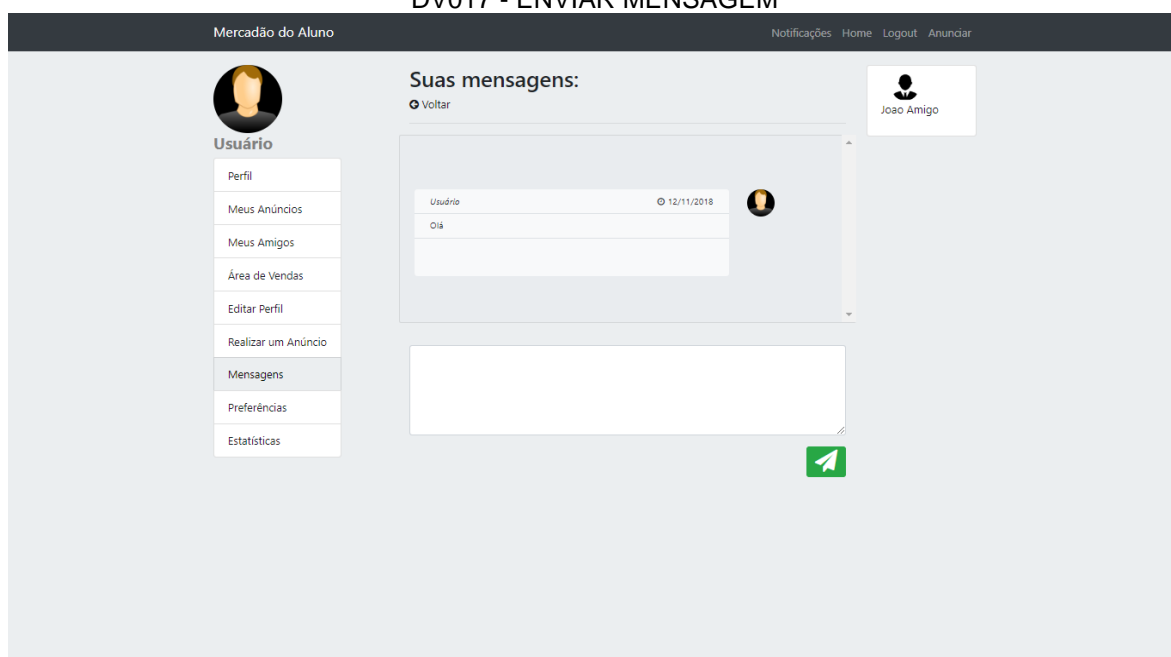 DV017 - ENVIAR MENSAGEM
Mercadão do Aluno
Notificações Home Logout Anunciar
Usuário
Perfil
Meus Anúncios
Meus Amigos
Área de Vendas
Editar Perfil
Realizar um Anúncio
Mensagens
Preferências
Estatísticas
Suas mensagens:
Voltar
Usuário 12/11/2018
Olá
Joao Amigo